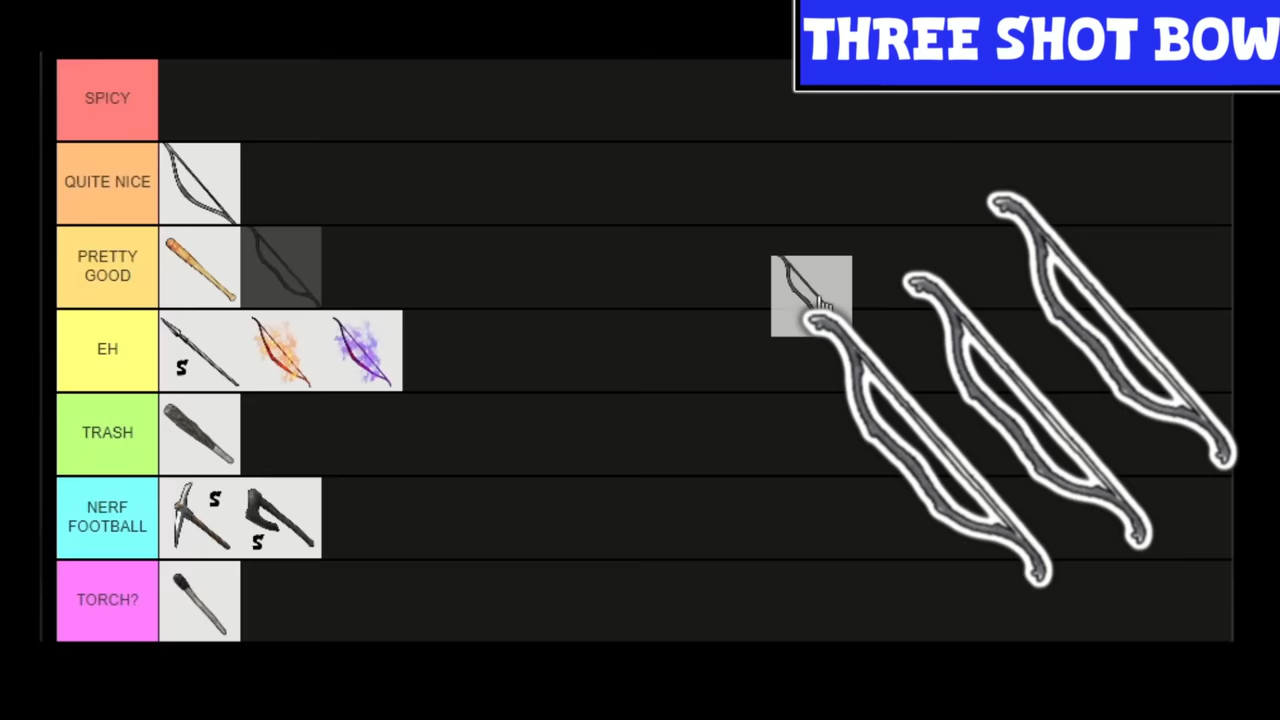 THREE SHOT BOW
SPICY
QUITE NICE
PRETTY
GOOD
EH
S
TRASH
NERF
FOOTBALL
S
S
TORCH?